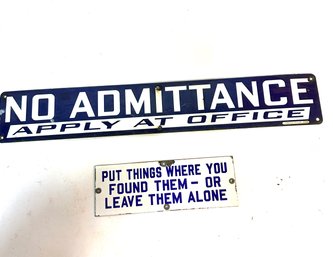 NO ADMITTANCE
APPLY AT OFFICE
PUT THINGS WHERE YOU
FOUND THEM - OR
LEAVE THEM ALONE